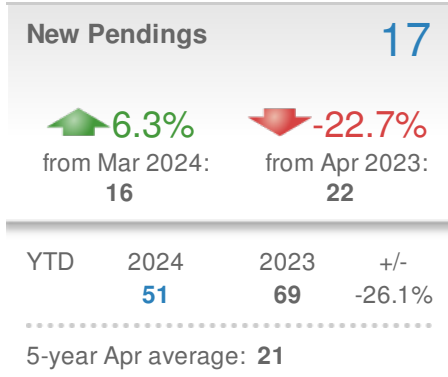 New Pendings 17
6.3% -22.7%
from Mar 2024: from Apr 2023:
16 22
YTD 2024 2023 +/-
51 69 -26.1%
5-year Apr average: 21